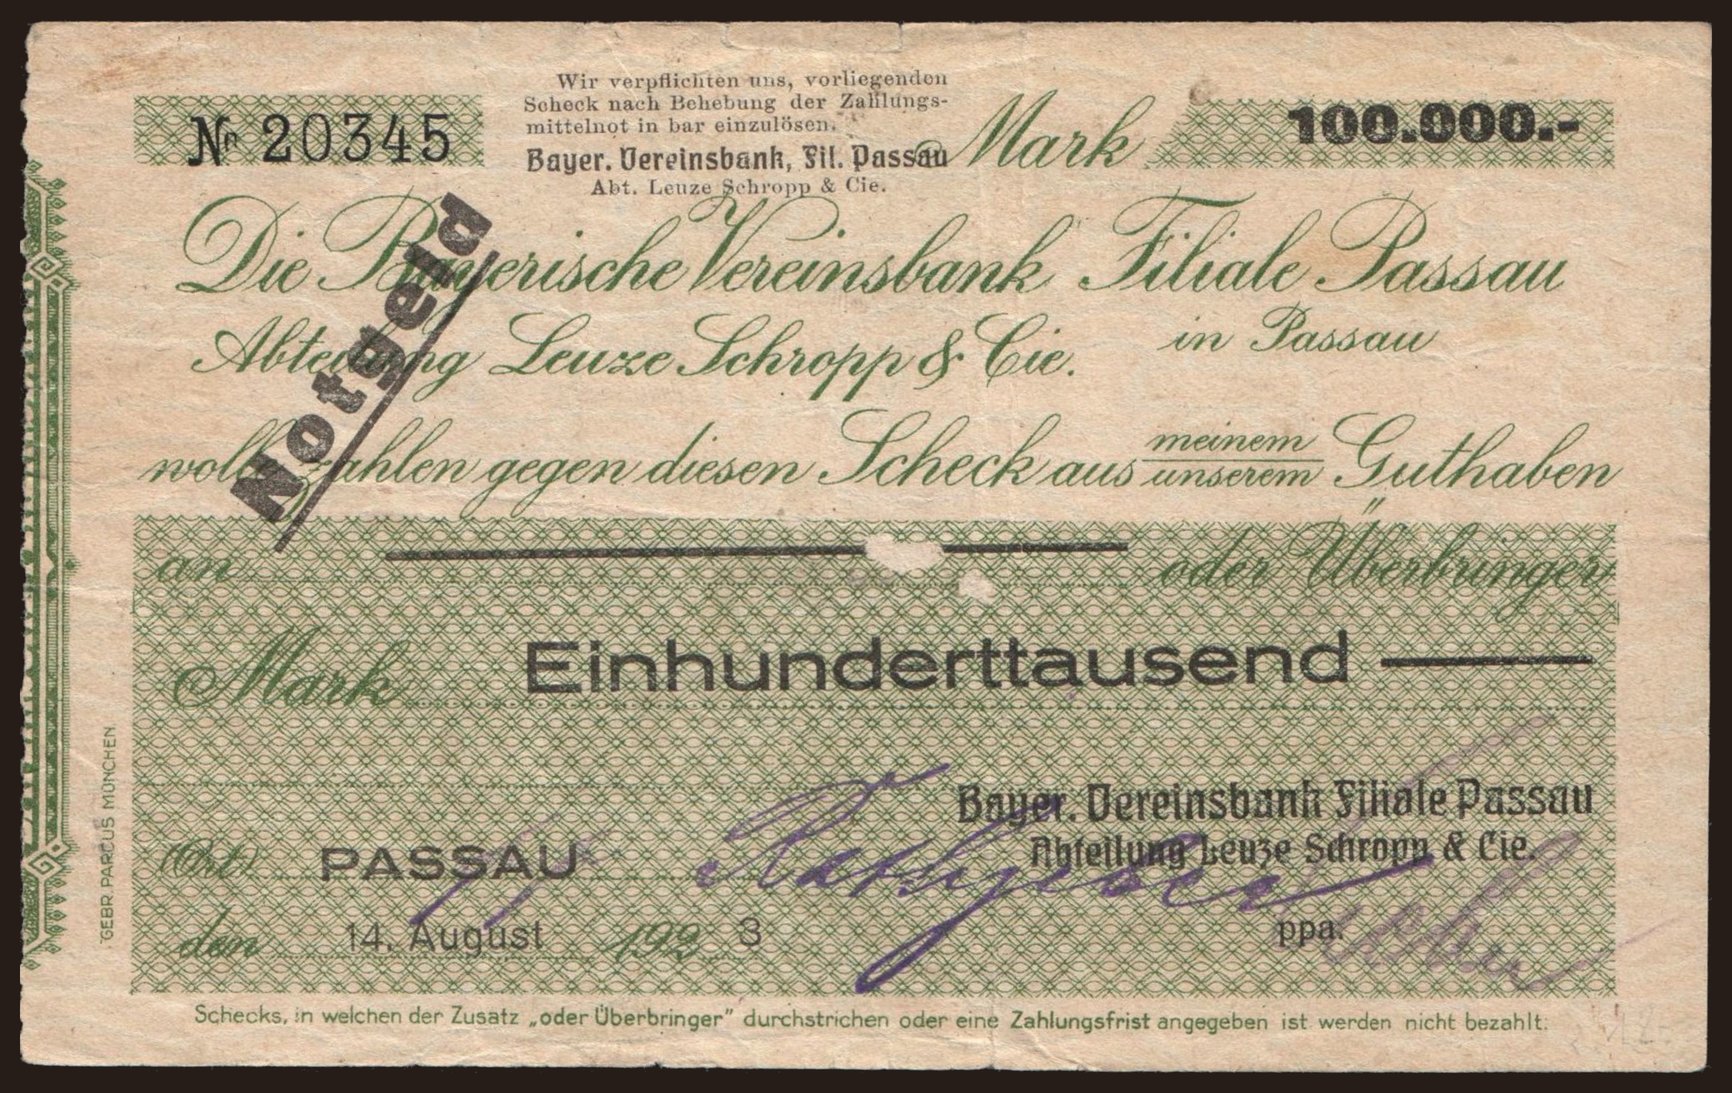 Wir verpflichten uns, vorliegenden
Scheck nach Behebung der Zahlungs-
mittelnot in bar einzulösen.
Bayer. Vereinsbank, Fil. Passau
Abt. Leuze Schropp & Cie.
No 20345
Mark 100.000.-
Notgeld
Die Bayerische Vereinsbank Filiale Passau
Abteilung Leuze Schropp & Cie. in Passau
wolle zahlen gegen diesen Scheck aus meinem
unserem Guthaben
an oder Überbringer
Mark Einhunderttausend
Bayer. Vereinsbank Filiale Passau
Abteilung Leuze Schropp & Cie.
(Ort) PASSAU
den 14. August 1923
ppa.
GEBR. PARCUS MÜNCHEN
Schecks, in welchen der Zusatz „oder Überbringer" durchstrichen oder eine Zahlungsfrist angegeben ist werden nicht bezahlt.